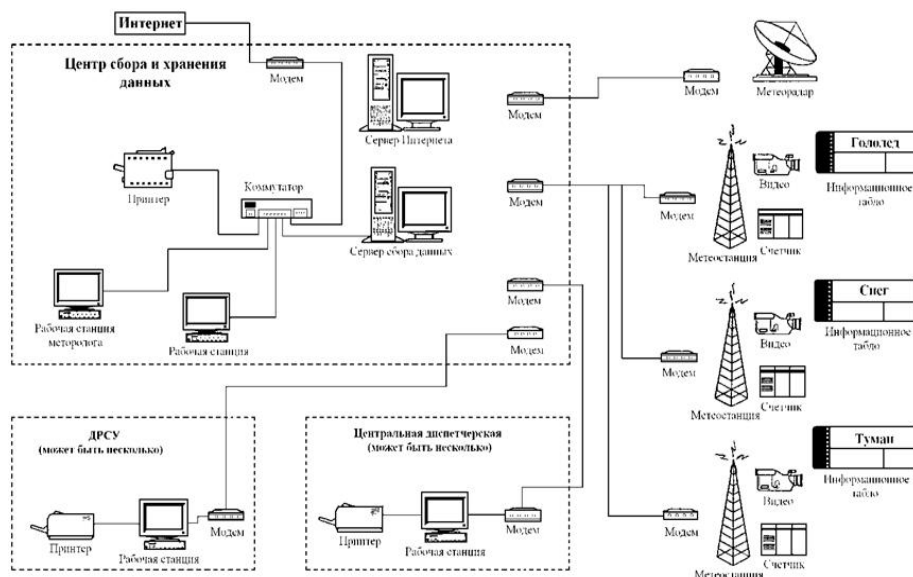 Интернет
Центр сбора и хранения
данных
Модем
Сервер Интернета
Принтер
Коммутатор
Сервер сбора данных
Рабочая станция
меторолога
Рабочая станция
Модем
Модем
Модем
Модем
Модем
Метеорадар
Модем
Метеостанция
Видео
Счетчик
Гололед
Информационное
табло
Модем
Метеостанция
Видео
Счетчик
Снег
Информационное
табло
Модем
Метеостанция
Видео
Счетчик
Туман
Информационное
табло
ДРСУ
(может быть несколько)
Принтер
Рабочая станция
Модем
Центральная диспетчерская
(может быть несколько)
Принтер
Рабочая станция
Модем